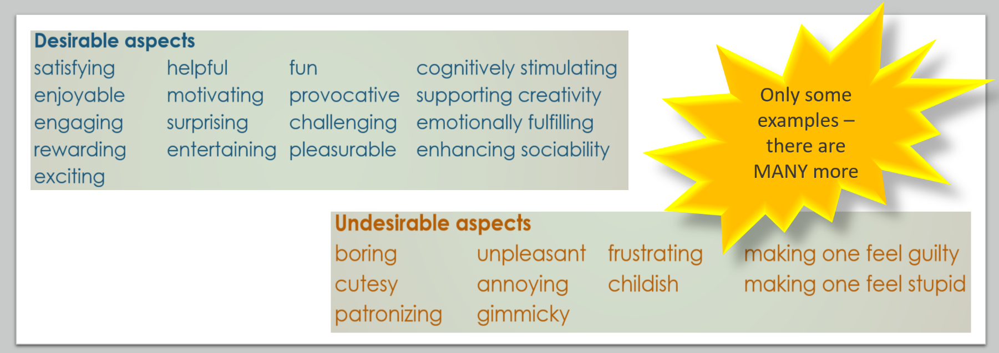 Desirable aspects
satisfying helpful fun cognitively stimulating
enjoyable motivating provocative supporting creativity
engaging surprising challenging emotionally fulfilling
rewarding entertaining pleasurable enhancing sociability
exciting
Only some
examples –
there are
MANY more
Undesirable aspects
boring unpleasant frustrating making one feel guilty
cutesy annoying childish making one feel stupid
patronizing gimmicky